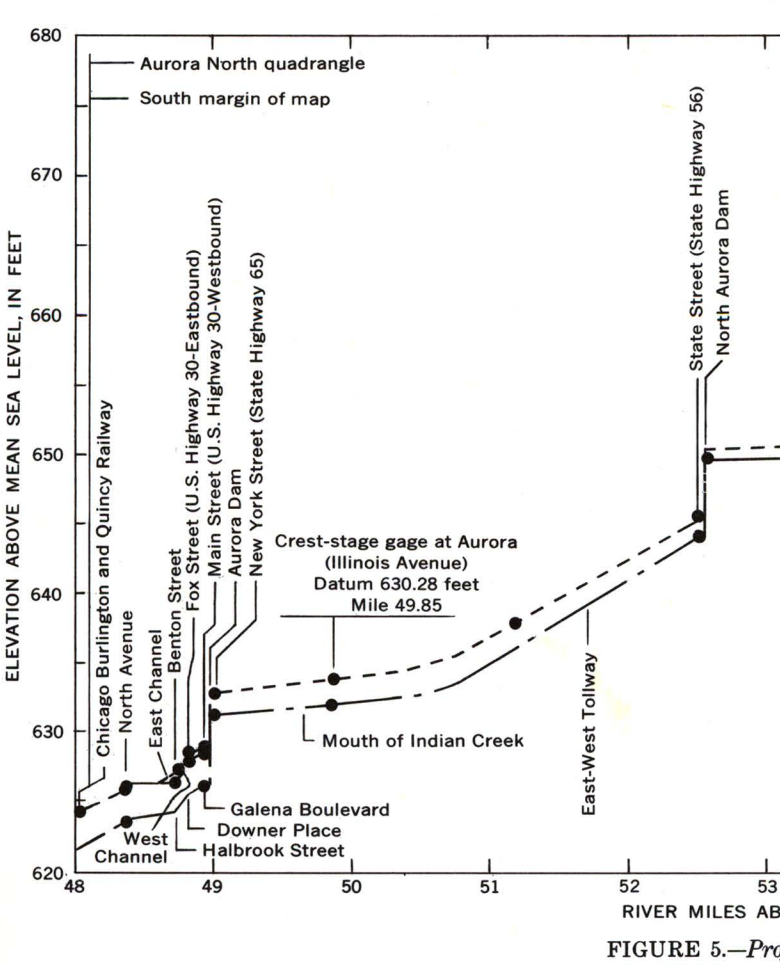 680
Aurora North quadrangle
South margin of map
670
660
650
640
630
620
ELEVATION ABOVE MEAN SEA LEVEL, IN FEET
Chicago Burlington and Quincy Railway
North Avenue
East Channel
Benton Street
Fox Street (U.S. Highway 30-Eastbound)
Main Street (U.S. Highway 30-Westbound)
Aurora Dam
New York Street (State Highway 65)
Crest-stage gage at Aurora
(Illinois Avenue)
Datum 630.28 feet
Mile 49.85
State Street (State Highway 56)
North Aurora Dam
East-West Tollway
Mouth of Indian Creek
Galena Boulevard
Downer Place
Halbrook Street
West
Channel
48
49
50
51
52
53
RIVER MILES AB
FIGURE 5.—Pro